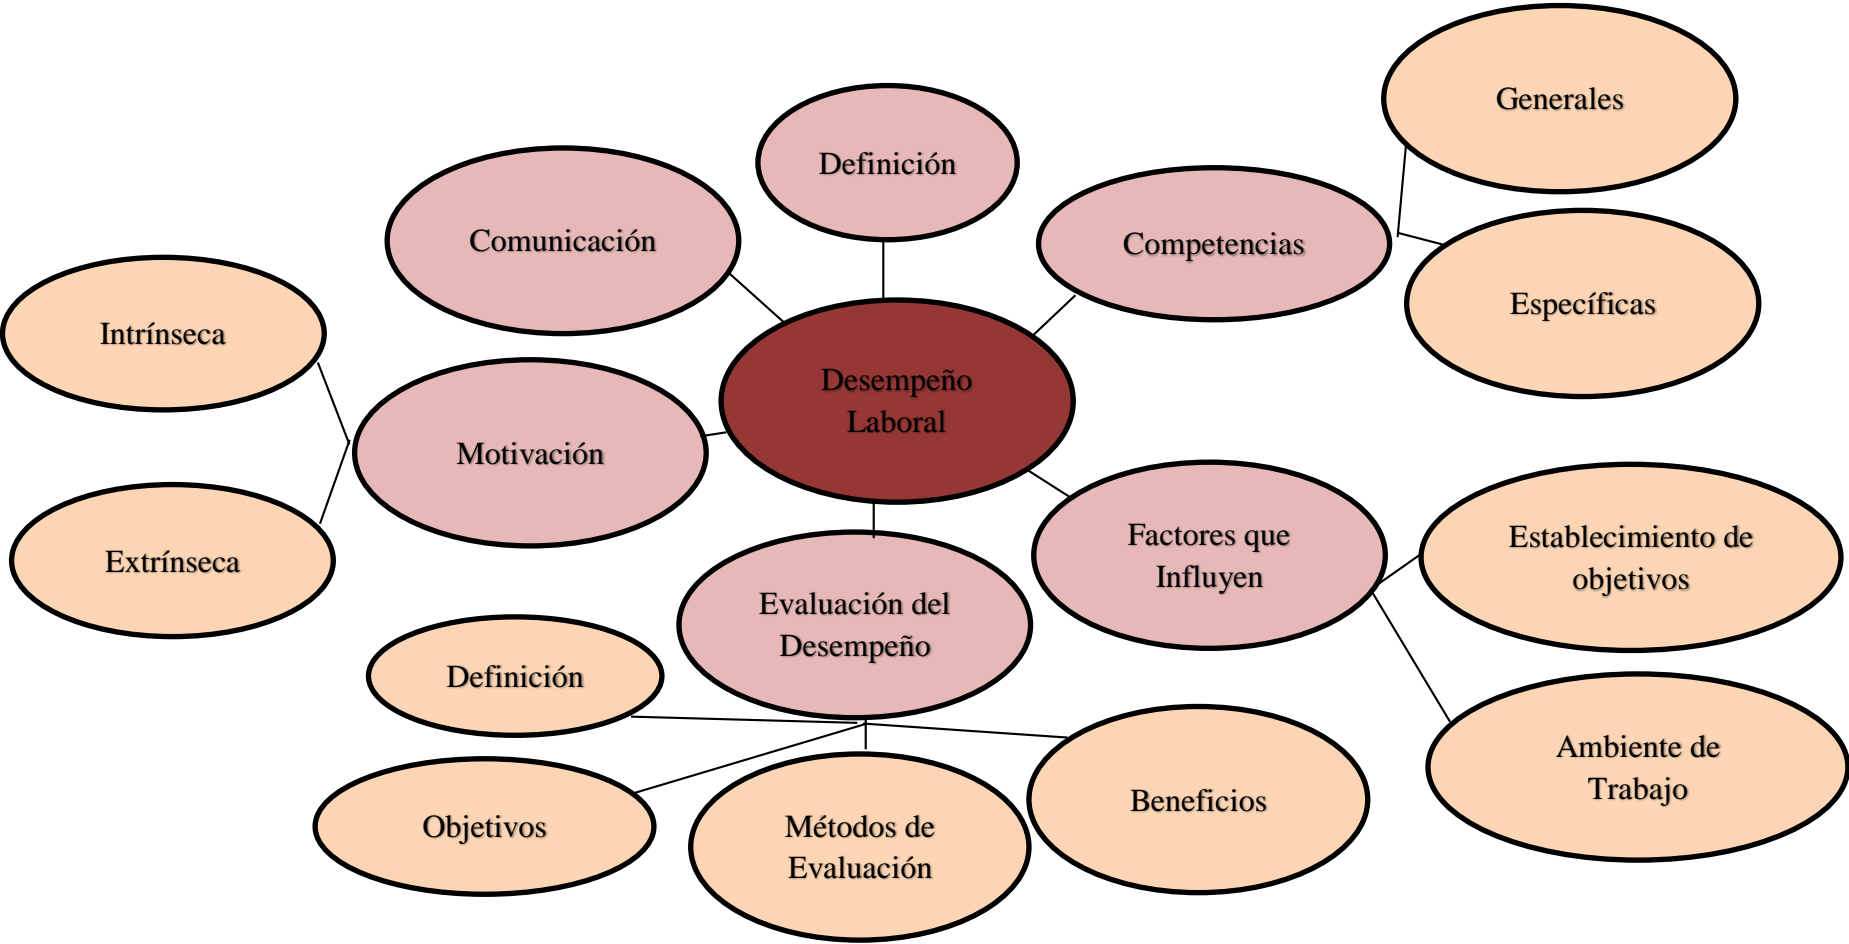 Generales
Definición
Comunicación
Competencias
Específicas
Intrínseca
Desempeño
Laboral
Motivación
Extrínseca
Factores que
Influyen
Establecimiento de
objetivos
Evaluación del
Desempeño
Definición
Ambiente de
Trabajo
Beneficios
Objetivos
Métodos de
Evaluación